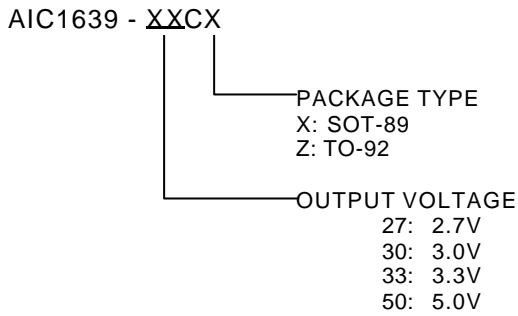 AIC1639 - XXCX
PACKAGE TYPE
X: SOT-89
Z: TO-92
OUTPUT VOLTAGE
27: 2.7V
30: 3.0V
33: 3.3V
50: 5.0V